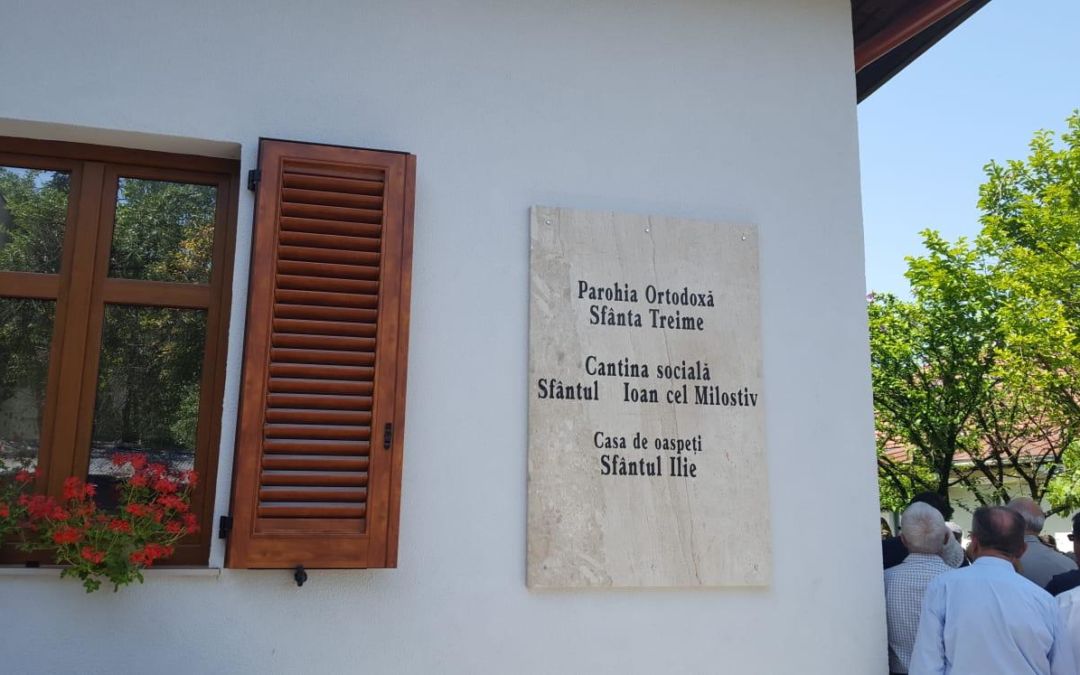 Parohia Ortodoxă
Sfânta Treime
Cantina socială
Sfântul Ioan cel Milostiv
Casa de oaspeți
Sfântul Ilie